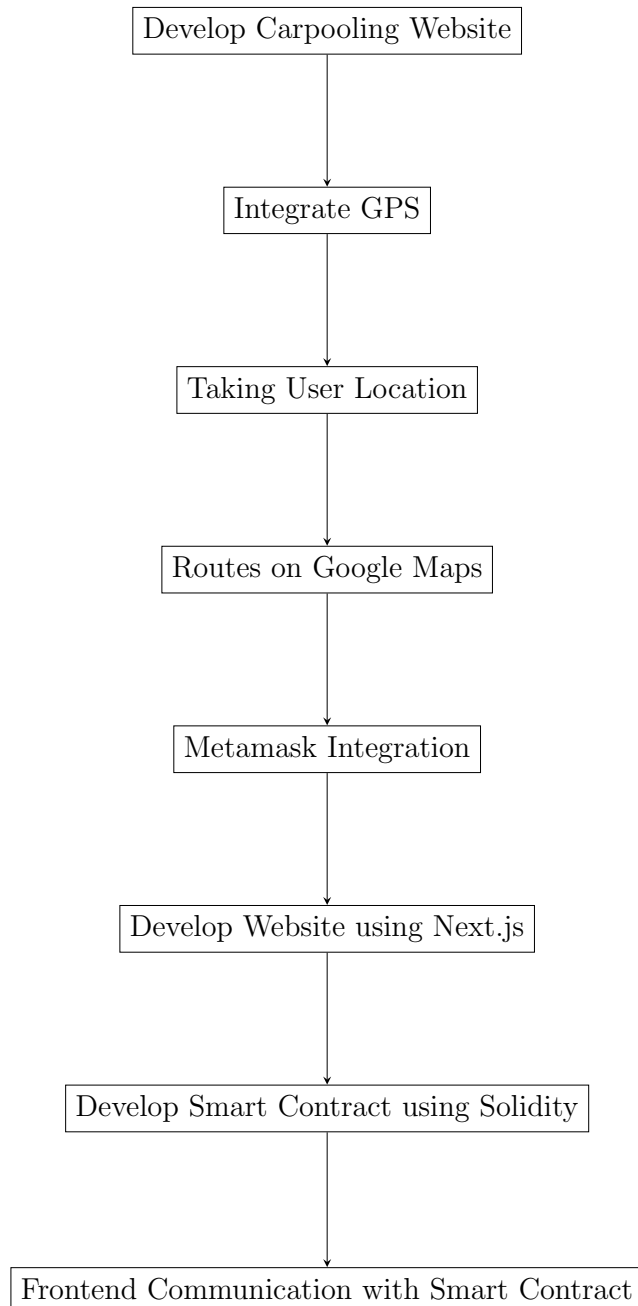 Develop Carpooling Website
Integrate GPS
Taking User Location
Routes on Google Maps
Metamask Integration
Develop Website using Next.js
Develop Smart Contract using Solidity
Frontend Communication with Smart Contract